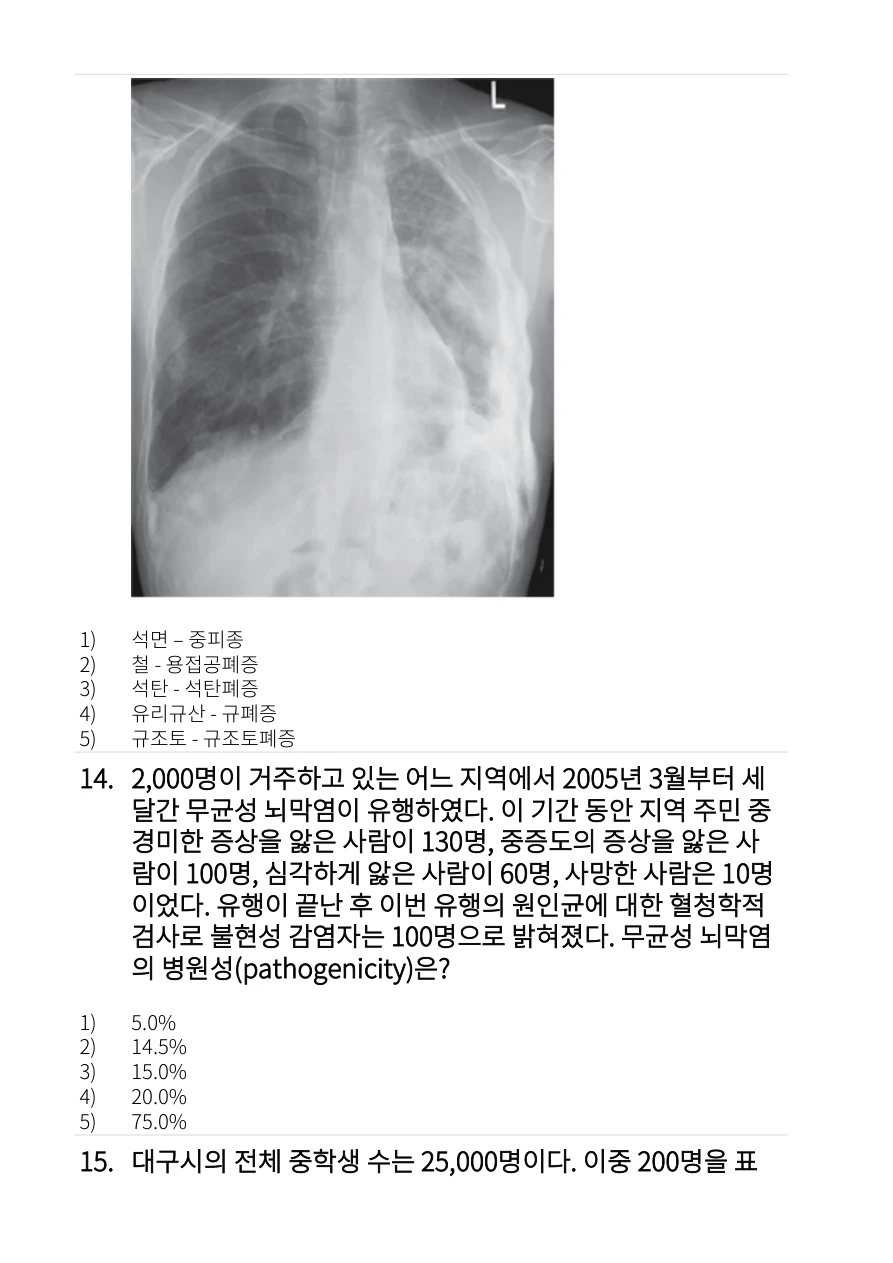 L
1) 석면 – 중피종
2) 철 - 용접공폐증
3) 석탄 - 석탄폐증
4) 유리규산 - 규폐증
5) 규조토 - 규조토폐증
14. 2,000명이 거주하고 있는 어느 지역에서 2005년 3월부터 세
달간 무균성 뇌막염이 유행하였다. 이 기간 동안 지역 주민 중
경미한 증상을 앓은 사람이 130명, 중증도의 증상을 앓은 사
람이 100명, 심각하게 앓은 사람이 60명, 사망한 사람은 10명
이었다. 유행이 끝난 후 이번 유행의 원인균에 대한 혈청학적
검사로 불현성 감염자는 100명으로 밝혀졌다. 무균성 뇌막염
의 병원성(pathogenicity)은?
1) 5.0%
2) 14.5%
3) 15.0%
4) 20.0%
5) 75.0%
15. 대구시의 전체 중학생 수는 25,000명이다. 이중 200명을 표